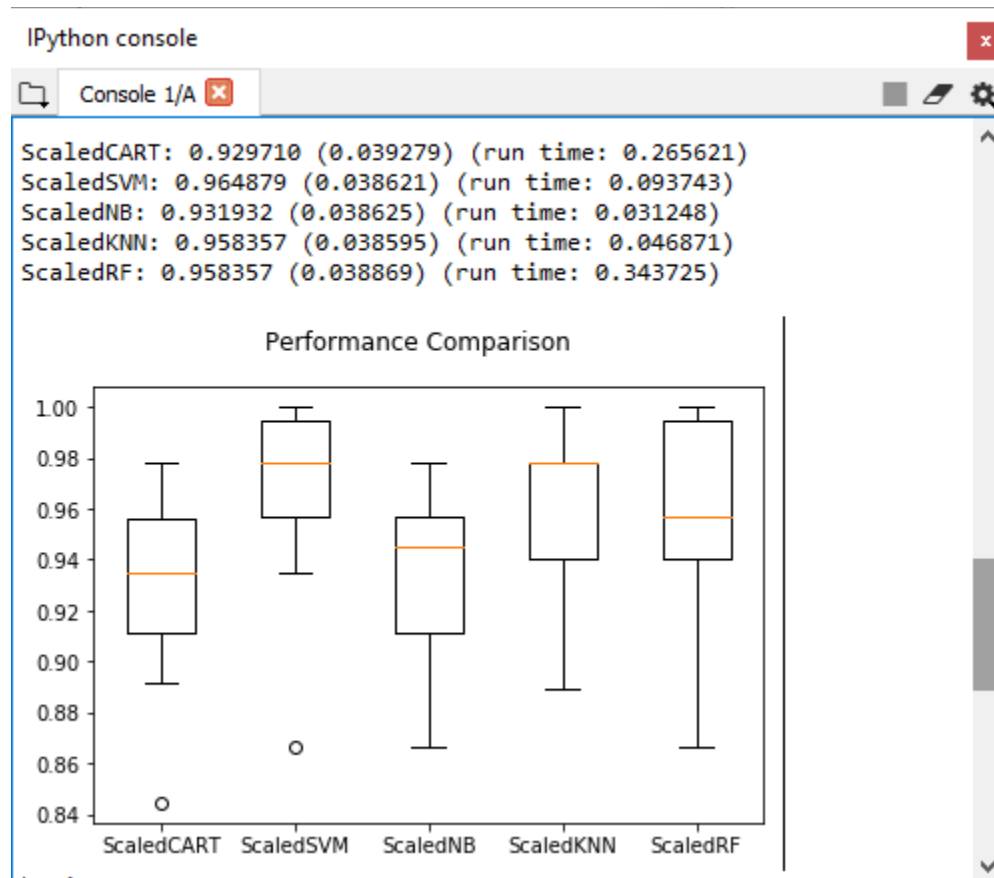 IPython console
Console 1/A
ScaledCART: 0.929710 (0.039279) (run time: 0.265621)
ScaledSVM: 0.964879 (0.038621) (run time: 0.093743)
ScaledNB: 0.931932 (0.038625) (run time: 0.031248)
ScaledKNN: 0.958357 (0.038595) (run time: 0.046871)
ScaledRF: 0.958357 (0.038869) (run time: 0.343725)
Performance Comparison
1.00
0.98
0.96
0.94
0.92
0.90
0.88
0.86
0.84
ScaledCART ScaledSVM ScaledNB ScaledKNN ScaledRF